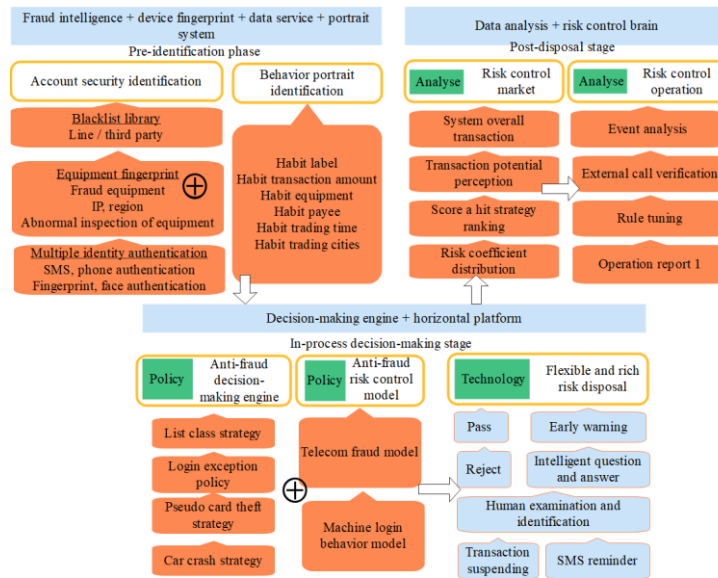 Fraud intelligence + device fingerprint + data service + portrait
system
Pre-identification phase
Account security identification
Blacklist library
Line / third party
Equipment fingerprint
Fraud equipment
IP, region
Abnormal inspection of equipment
Multiple identity authentication
SMS, phone authentication
Fingerprint, face authentication
Behavior portrait
identification
Habit label
Habit transaction amount
Habit equipment
Habit payee
Habit trading time
Habit trading cities
Data analysis + risk control brain
Post-disposal stage
Analyse
Risk control
market
System overall
transaction
Transaction potential
perception
Score a hit strategy
ranking
Risk coefficient
distribution
Analyse
Risk control
operation
Event analysis
External call verification
Rule tuning
Operation report 1
Decision-making engine + horizontal platform
In-process decision-making stage
Policy
Anti-fraud
decision-
making engine
List class strategy
Login exception
policy
Pseudo card theft
strategy
Car crash strategy
Policy
Anti-fraud
risk control
model
Telecom fraud model
Machine login
behavior model
Technology
Flexible and rich
risk disposal
Pass
Early warning
Reject
Intelligent question
and answer
Human examination and
identification
Transaction
suspending
SMS reminder